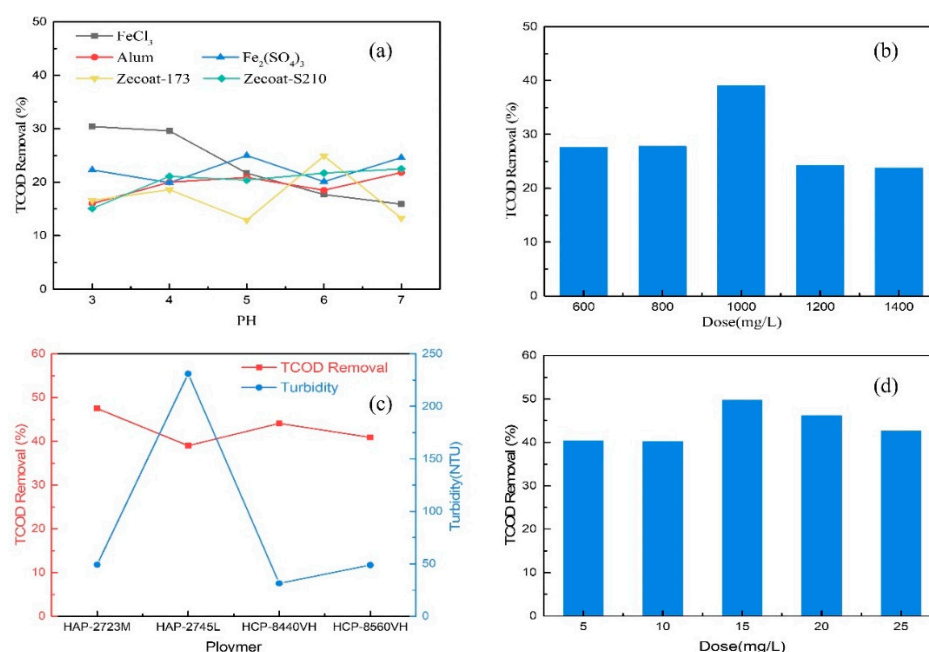 50
40
30
20
10
0
TCOD Removal (%)
FeCl3
Alum
Fe2(SO4)3
Zecoat-173
Zecoat-S210
(a)
3 4 5 6 7
PH
50
40
30
20
10
0
TCOD Removal (%)
(b)
600 800 1000 1200 1400
Dose(mg/L)
60
50
40
30
20
10
0
TCOD Removal (%)
TCOD Removal
Turbidity
(c)
250
200
150
100
50
0
Turbidity(NTU)
HAP-2723M HAP-2745L HCP-8440VH HCP-8560VH
Ploymer
60
50
40
30
20
10
0
TCOD Removal (%)
(d)
5 10 15 20 25
Dose(mg/L)